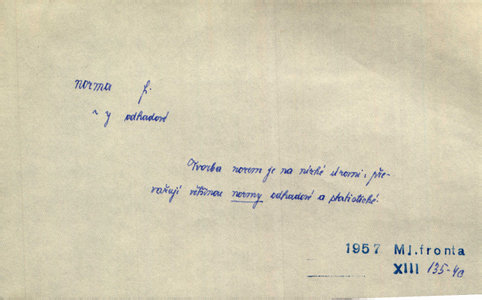 norma f.
~ y odhadové
Tvorba norem je na nízké úrovni, pře-
važují většinou normy odhadové a statistické.
1957 Ml.fronta
XIII 135-4a